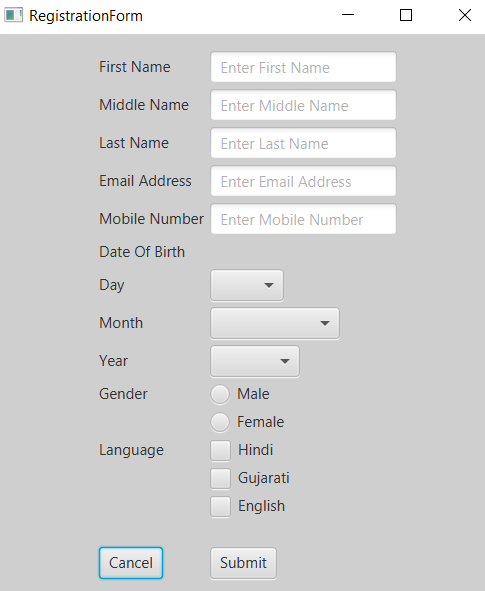 RegistrationForm
First Name Enter First Name
Middle Name Enter Middle Name
Last Name Enter Last Name
Email Address Enter Email Address
Mobile Number Enter Mobile Number
Date Of Birth
Day
Month
Year
Gender Male
Female
Language Hindi
Gujarati
English
Cancel Submit